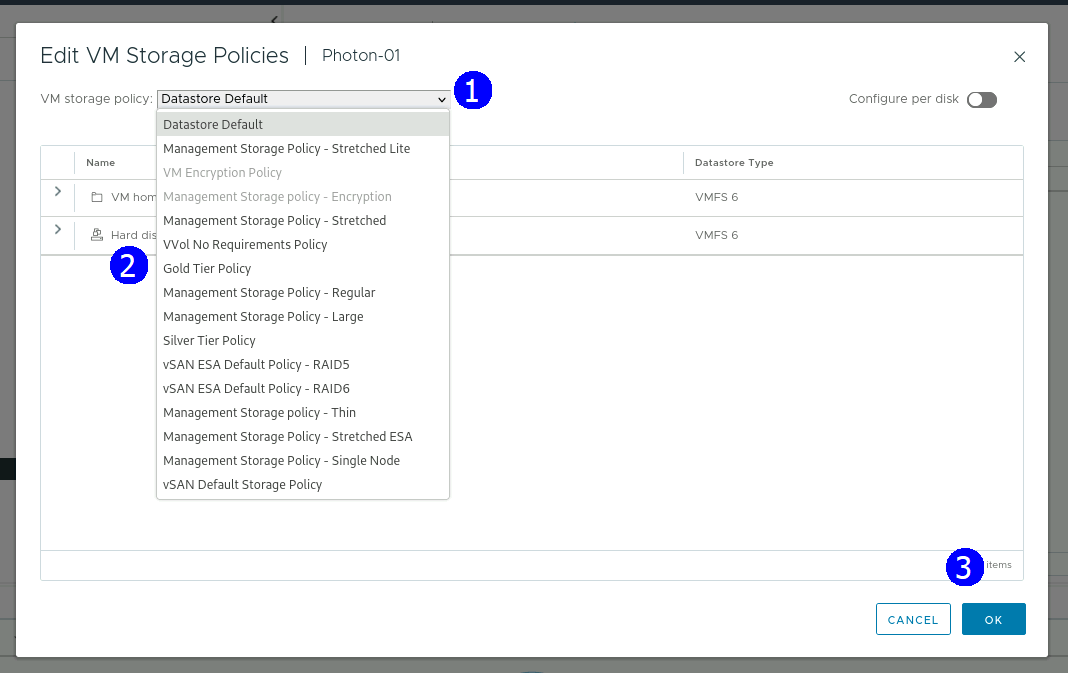 Edit VM Storage Policies | Photon-01
1
VM storage policy: Datastore Default
Configure per disk
Datastore Default
Name
Datastore Type
Management Storage Policy - Stretched Lite
VM Encryption Policy
VM hom
Management Storage policy - Encryption
VMFS 6
Management Storage Policy - Stretched
Hard dis
VMFS 6
VVol No Requirements Policy
2
Gold Tier Policy
Management Storage Policy - Regular
Management Storage Policy - Large
Silver Tier Policy
vSAN ESA Default Policy - RAID5
vSAN ESA Default Policy - RAID6
Management Storage policy - Thin
Management Storage Policy - Stretched ESA
Management Storage Policy - Single Node
vSAN Default Storage Policy
3
items
CANCEL
OK